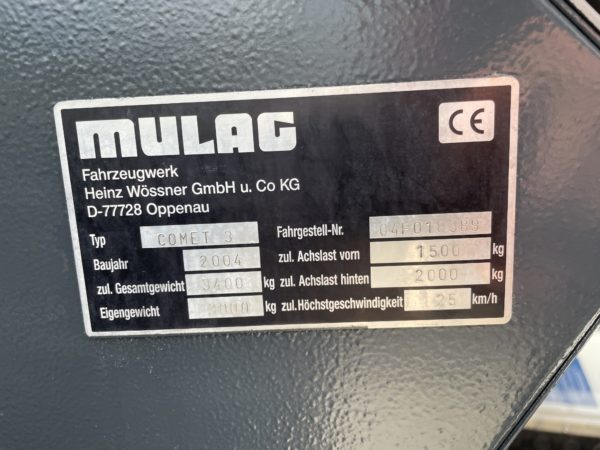 MULAG
CE
Fahrzeugwerk
Heinz Wössner GmbH u. Co KG
D-77728 Oppenau
Typ COMET 3 Fahrgestell-Nr.
Baujahr 2004 zul. Achslast vorn 1500 kg
zul. Gesamtgewicht 3400 kg zul. Achslast hinten 2000 kg
Eigengewicht kg zul.Höchstgeschwindigkeit 25 km/h